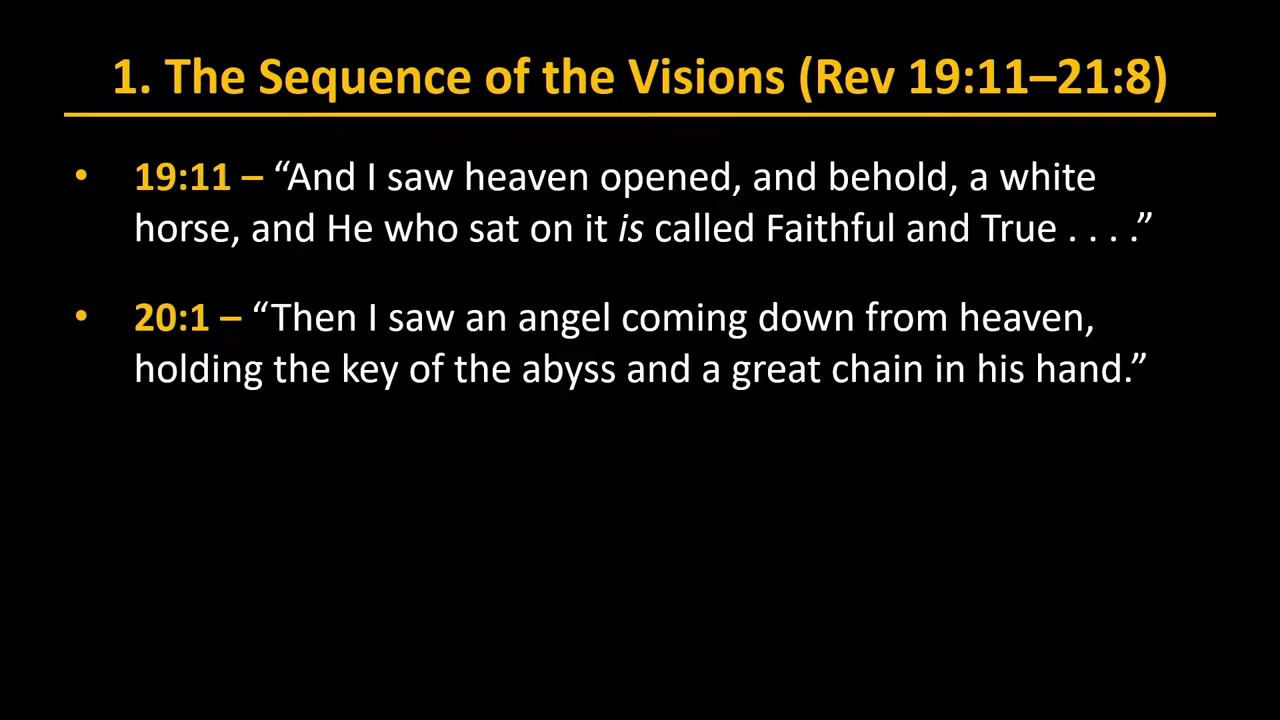 1. The Sequence of the Visions (Rev 19:11–21:8)
• 19:11 – “And I saw heaven opened, and behold, a white
horse, and He who sat on it is called Faithful and True . . . .”
• 20:1 – “Then I saw an angel coming down from heaven,
holding the key of the abyss and a great chain in his hand.”